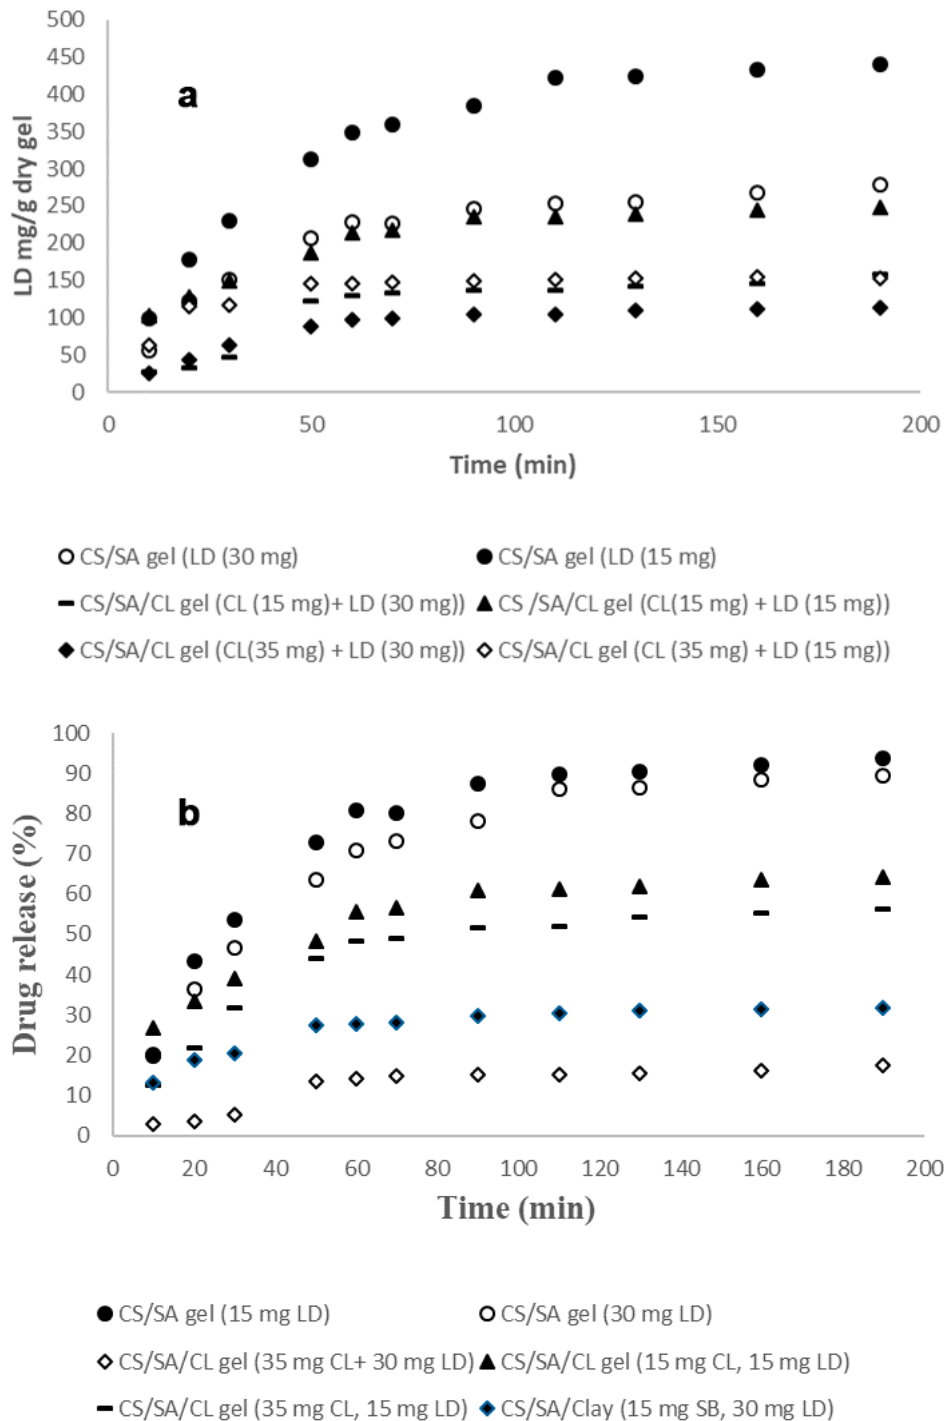 500
450
400
350
300
250
200
150
100
50
0
LD mg/g dry gel
a
0 50 100 150 200
Time (min)
CS/SA gel (LD (30 mg) CS/SA gel (LD (15 mg)
CS/SA/CL gel (CL (15 mg)+ LD (30 mg)) CS /SA/CL gel (CL(15 mg) + LD (15 mg))
CS/SA/CL gel (CL(35 mg) + LD (30 mg)) CS/SA/CL gel (CL (35 mg) + LD (15 mg))
100
90
80
70
60
50
40
30
20
10
0
Drug release (%)
b
0 20 40 60 80 100 120 140 160 180 200
Time (min)
CS/SA gel (15 mg LD) CS/SA gel (30 mg LD)
CS/SA/CL gel (35 mg CL+ 30 mg LD) CS/SA/CL gel (15 mg CL, 15 mg LD)
CS/SA/CL gel (35 mg CL, 15 mg LD) CS/SA/Clay (15 mg SB, 30 mg LD)